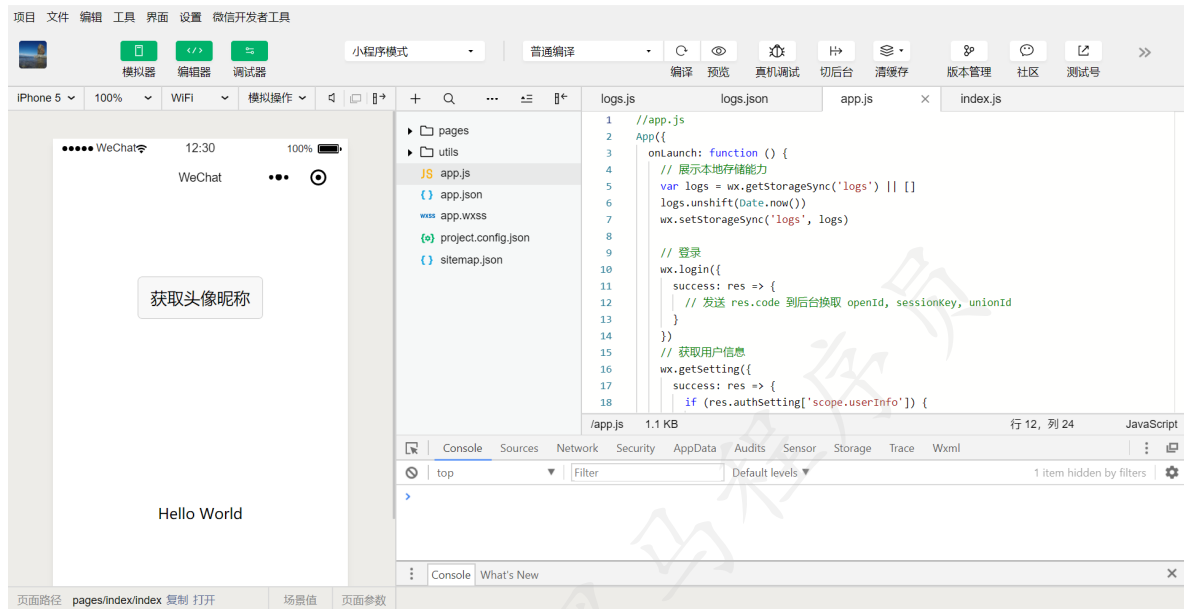 项目 文件 编辑 工具 界面 设置 微信开发者工具
小程序模式 普通编译
模拟器 编辑器 调试器 编译 预览 真机调试 切后台 清缓存 版本管理 社区 测试号
iPhone 5 100% WiFi 模拟操作
logs.js logs.json app.js index.js
WeChat 12:30 100%
WeChat
获取头像昵称
Hello World
pages
utils
JS app.js
{ } app.json
wxss app.wxss
{o} project.config.json
{ } sitemap.json
1 //app.js
2 App({
3 onLaunch: function () {
4 // 展示本地存储能力
5 var logs = wx.getStorageSync('logs') || []
6 logs.unshift(Date.now())
7 wx.setStorageSync('logs', logs)
8
9 // 登录
10 wx.login({
11 success: res => {
12 // 发送 res.code 到后台换取 openId, sessionKey, unionId
13 }
14 })
15 // 获取用户信息
16 wx.getSetting({
17 success: res => {
18 if (res.authSetting['scope.userInfo']) {
/app.js 1.1 KB 行 12，列 24 JavaScript
Console Sources Network Security AppData Audits Sensor Storage Trace Wxml
top Filter Default levels 1 item hidden by filters
Console What's New
页面路径 pages/index/index 复制 打开 场景值 页面参数
马程序员